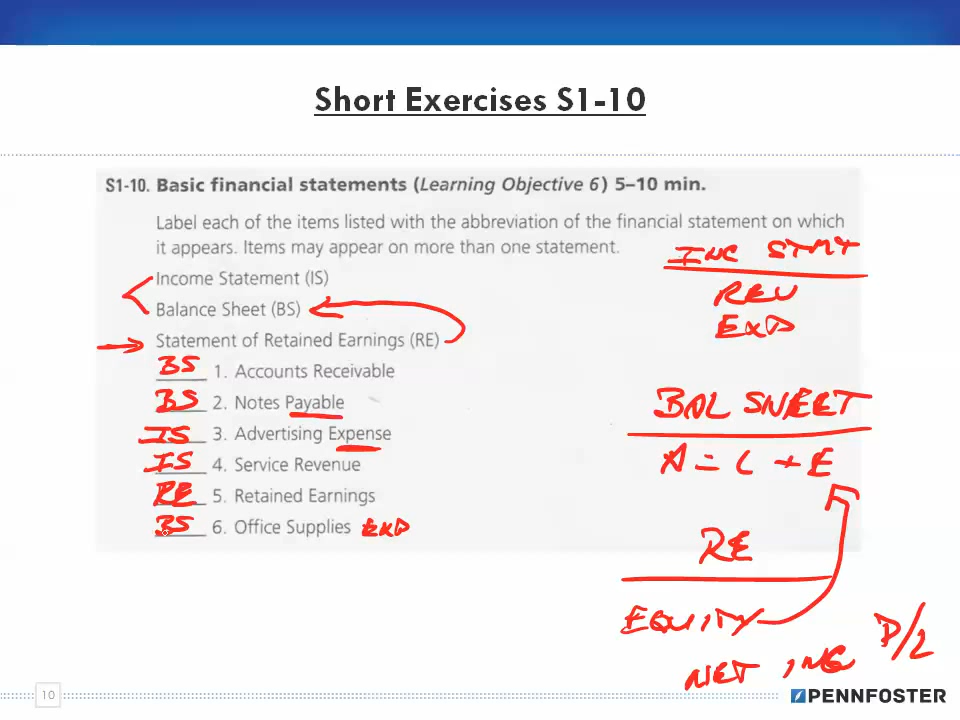 Short Exercises S1-10
S1-10. Basic financial statements (Learning Objective 6) 5–10 min.
Label each of the items listed with the abbreviation of the financial statement on which
it appears. Items may appear on more than one statement.
Income Statement (IS)
Balance Sheet (BS)
Statement of Retained Earnings (RE)
BS 1. Accounts Receivable
BS 2. Notes Payable
IS 3. Advertising Expense
IS 4. Service Revenue
RE 5. Retained Earnings
BS 6. Office Supplies EXP
INC STMT
REV
EXP
BAL SHEET
A = L + E
RE
EQUITY
NET INC
10
PENNFOSTER